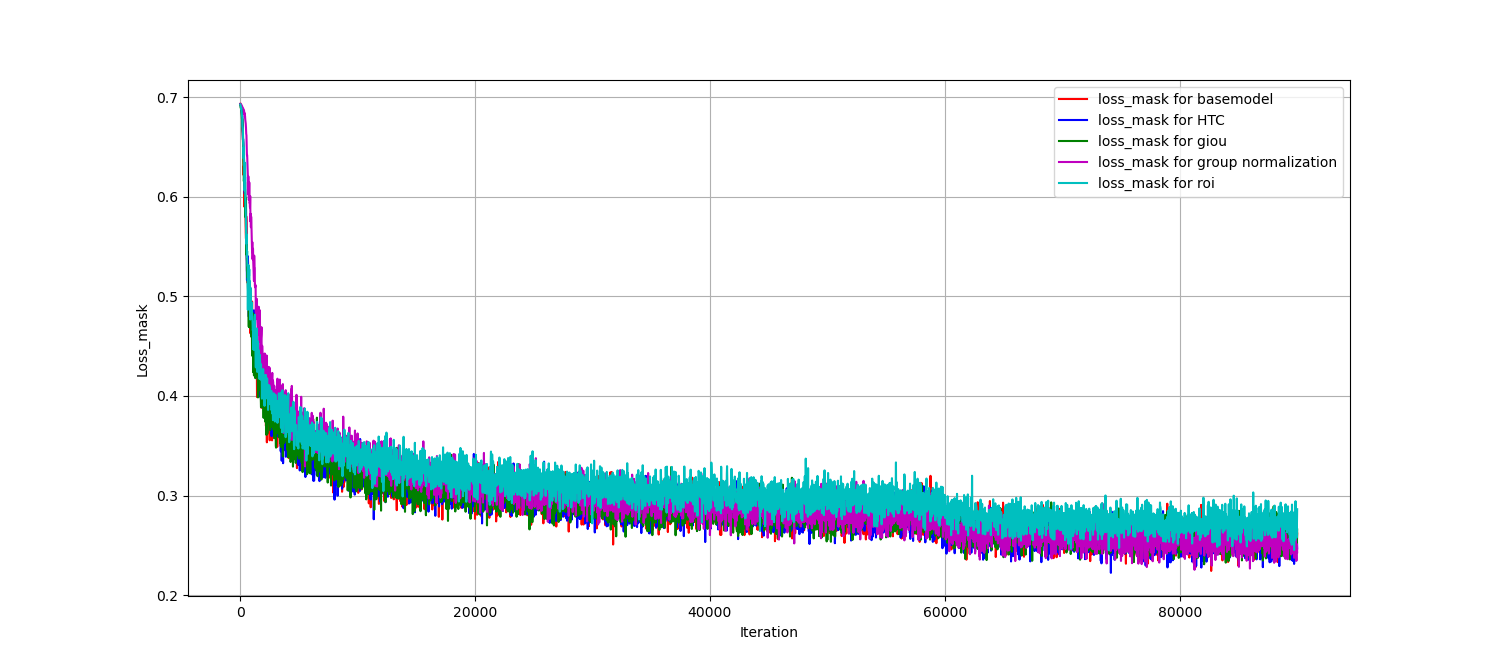 0.7
0.6
0.5
0.4
0.3
0.2
Loss_mask
0 20000 40000 60000 80000
Iteration
loss_mask for basemodel
loss_mask for HTC
loss_mask for giou
loss_mask for group normalization
loss_mask for roi